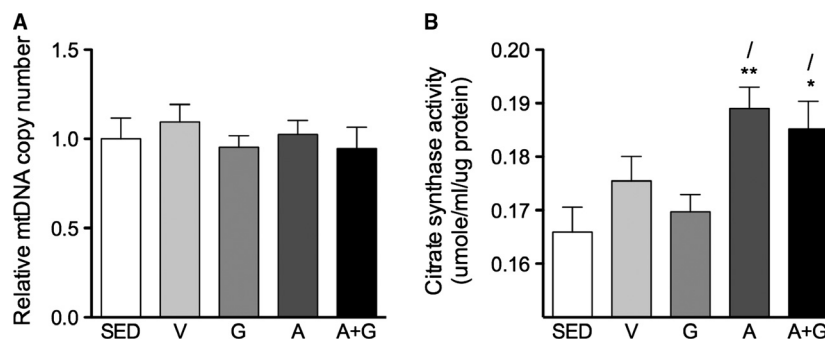 A
Relative mtDNA copy number
1.5
1.0
0.5
0.0
SED V G A A+G
B
Citrate synthase activity
(umole/ml/ug protein)
0.20
0.19
0.18
0.17
0.16
/
**
/
*
SED V G A A+G